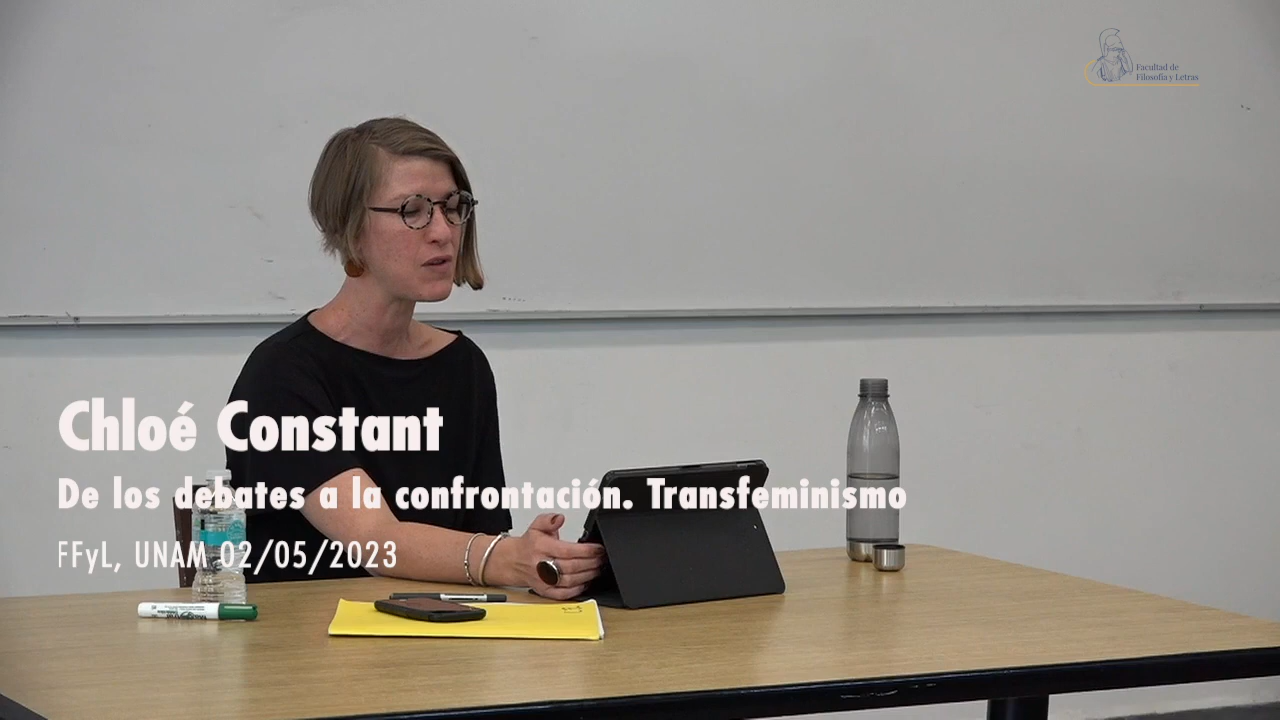 Facultad de
Filosofía y Letras
Chloé Constant
De los debates a la confrontación. Transfeminismo
FFyL, UNAM 02/05/2023